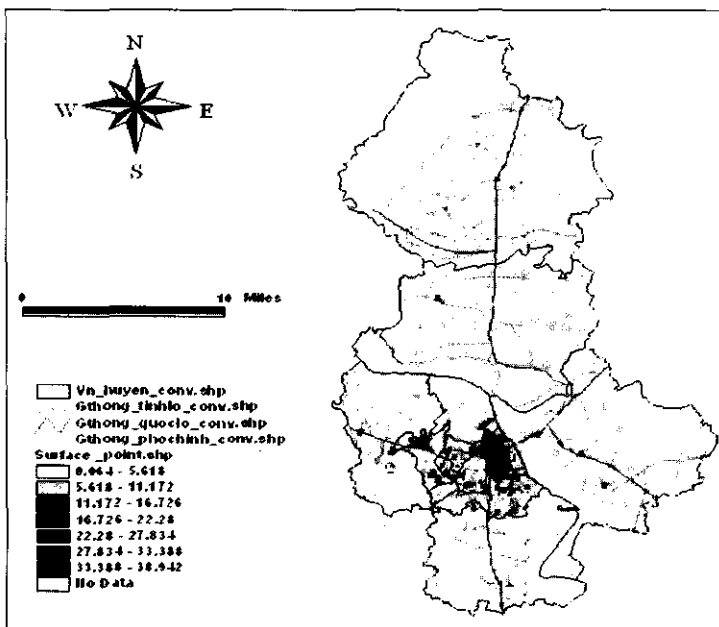 N
W E
S
0 10 Miles
Vn_huyen_conv.shp
Gthong_tinhlo_conv.shp
Gthong_quoclo_conv.shp
Gthong_phochinh_conv.shp
Surface_point.shp
0.064 - 5.618
5.618 - 11.172
11.172 - 16.726
16.726 - 22.28
22.28 - 27.834
27.834 - 33.388
33.388 - 38.942
No Data